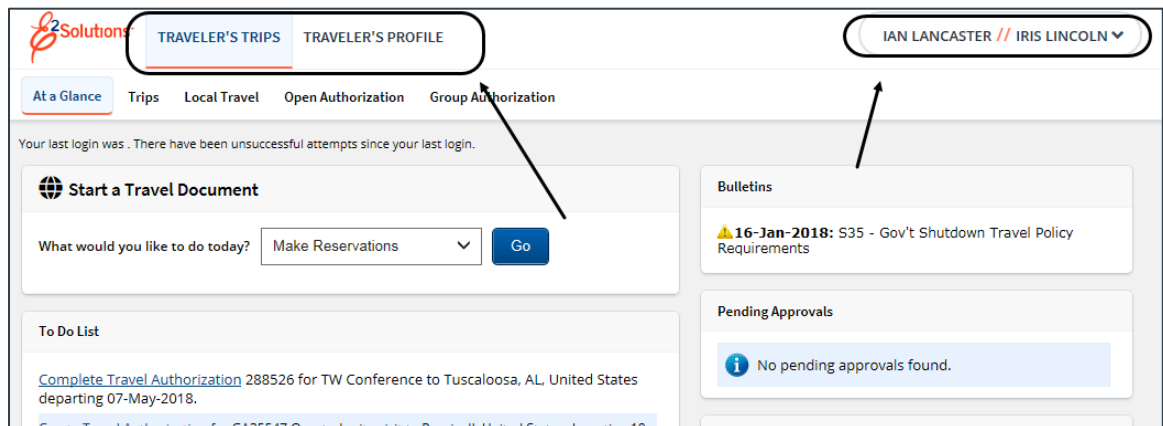 E2Solutions
TRAVELER'S TRIPS TRAVELER'S PROFILE
IAN LANCASTER // IRIS LINCOLN
At a Glance Trips Local Travel Open Authorization Group Authorization
Your last login was . There have been unsuccessful attempts since your last login.
Start a Travel Document
What would you like to do today? Make Reservations Go
To Do List
Complete Travel Authorization 288526 for TW Conference to Tuscaloosa, AL, United States
departing 07-May-2018.
Bulletins
16-Jan-2018: S35 - Gov't Shutdown Travel Policy
Requirements
Pending Approvals
No pending approvals found.